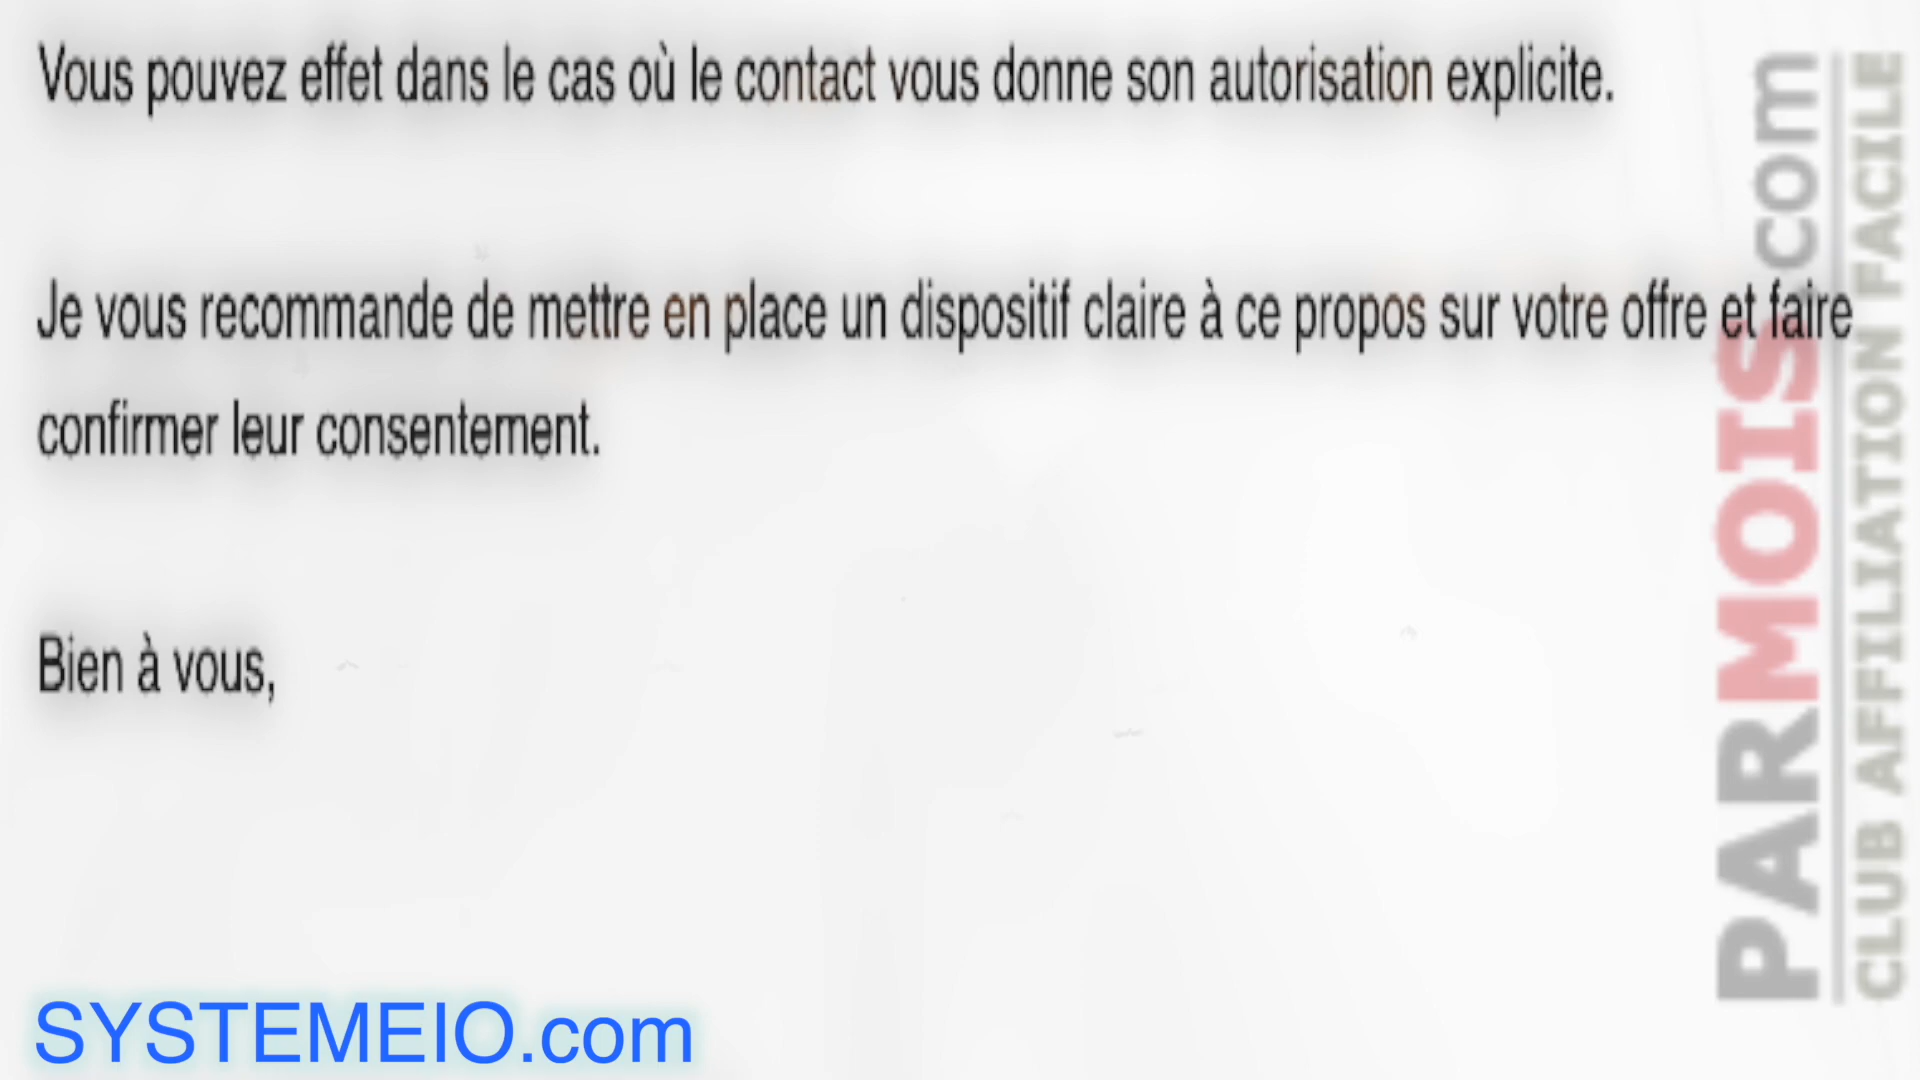 Vous pouvez effet dans le cas où le contact vous donne son autorisation explicite.
Je vous recommande de mettre en place un dispositif claire à ce propos sur votre offre et faire
confirmer leur consentement.
Bien à vous,
SYSTEMEIO.com
PARMOIS.com
CLUB AFFILIATION FACILE